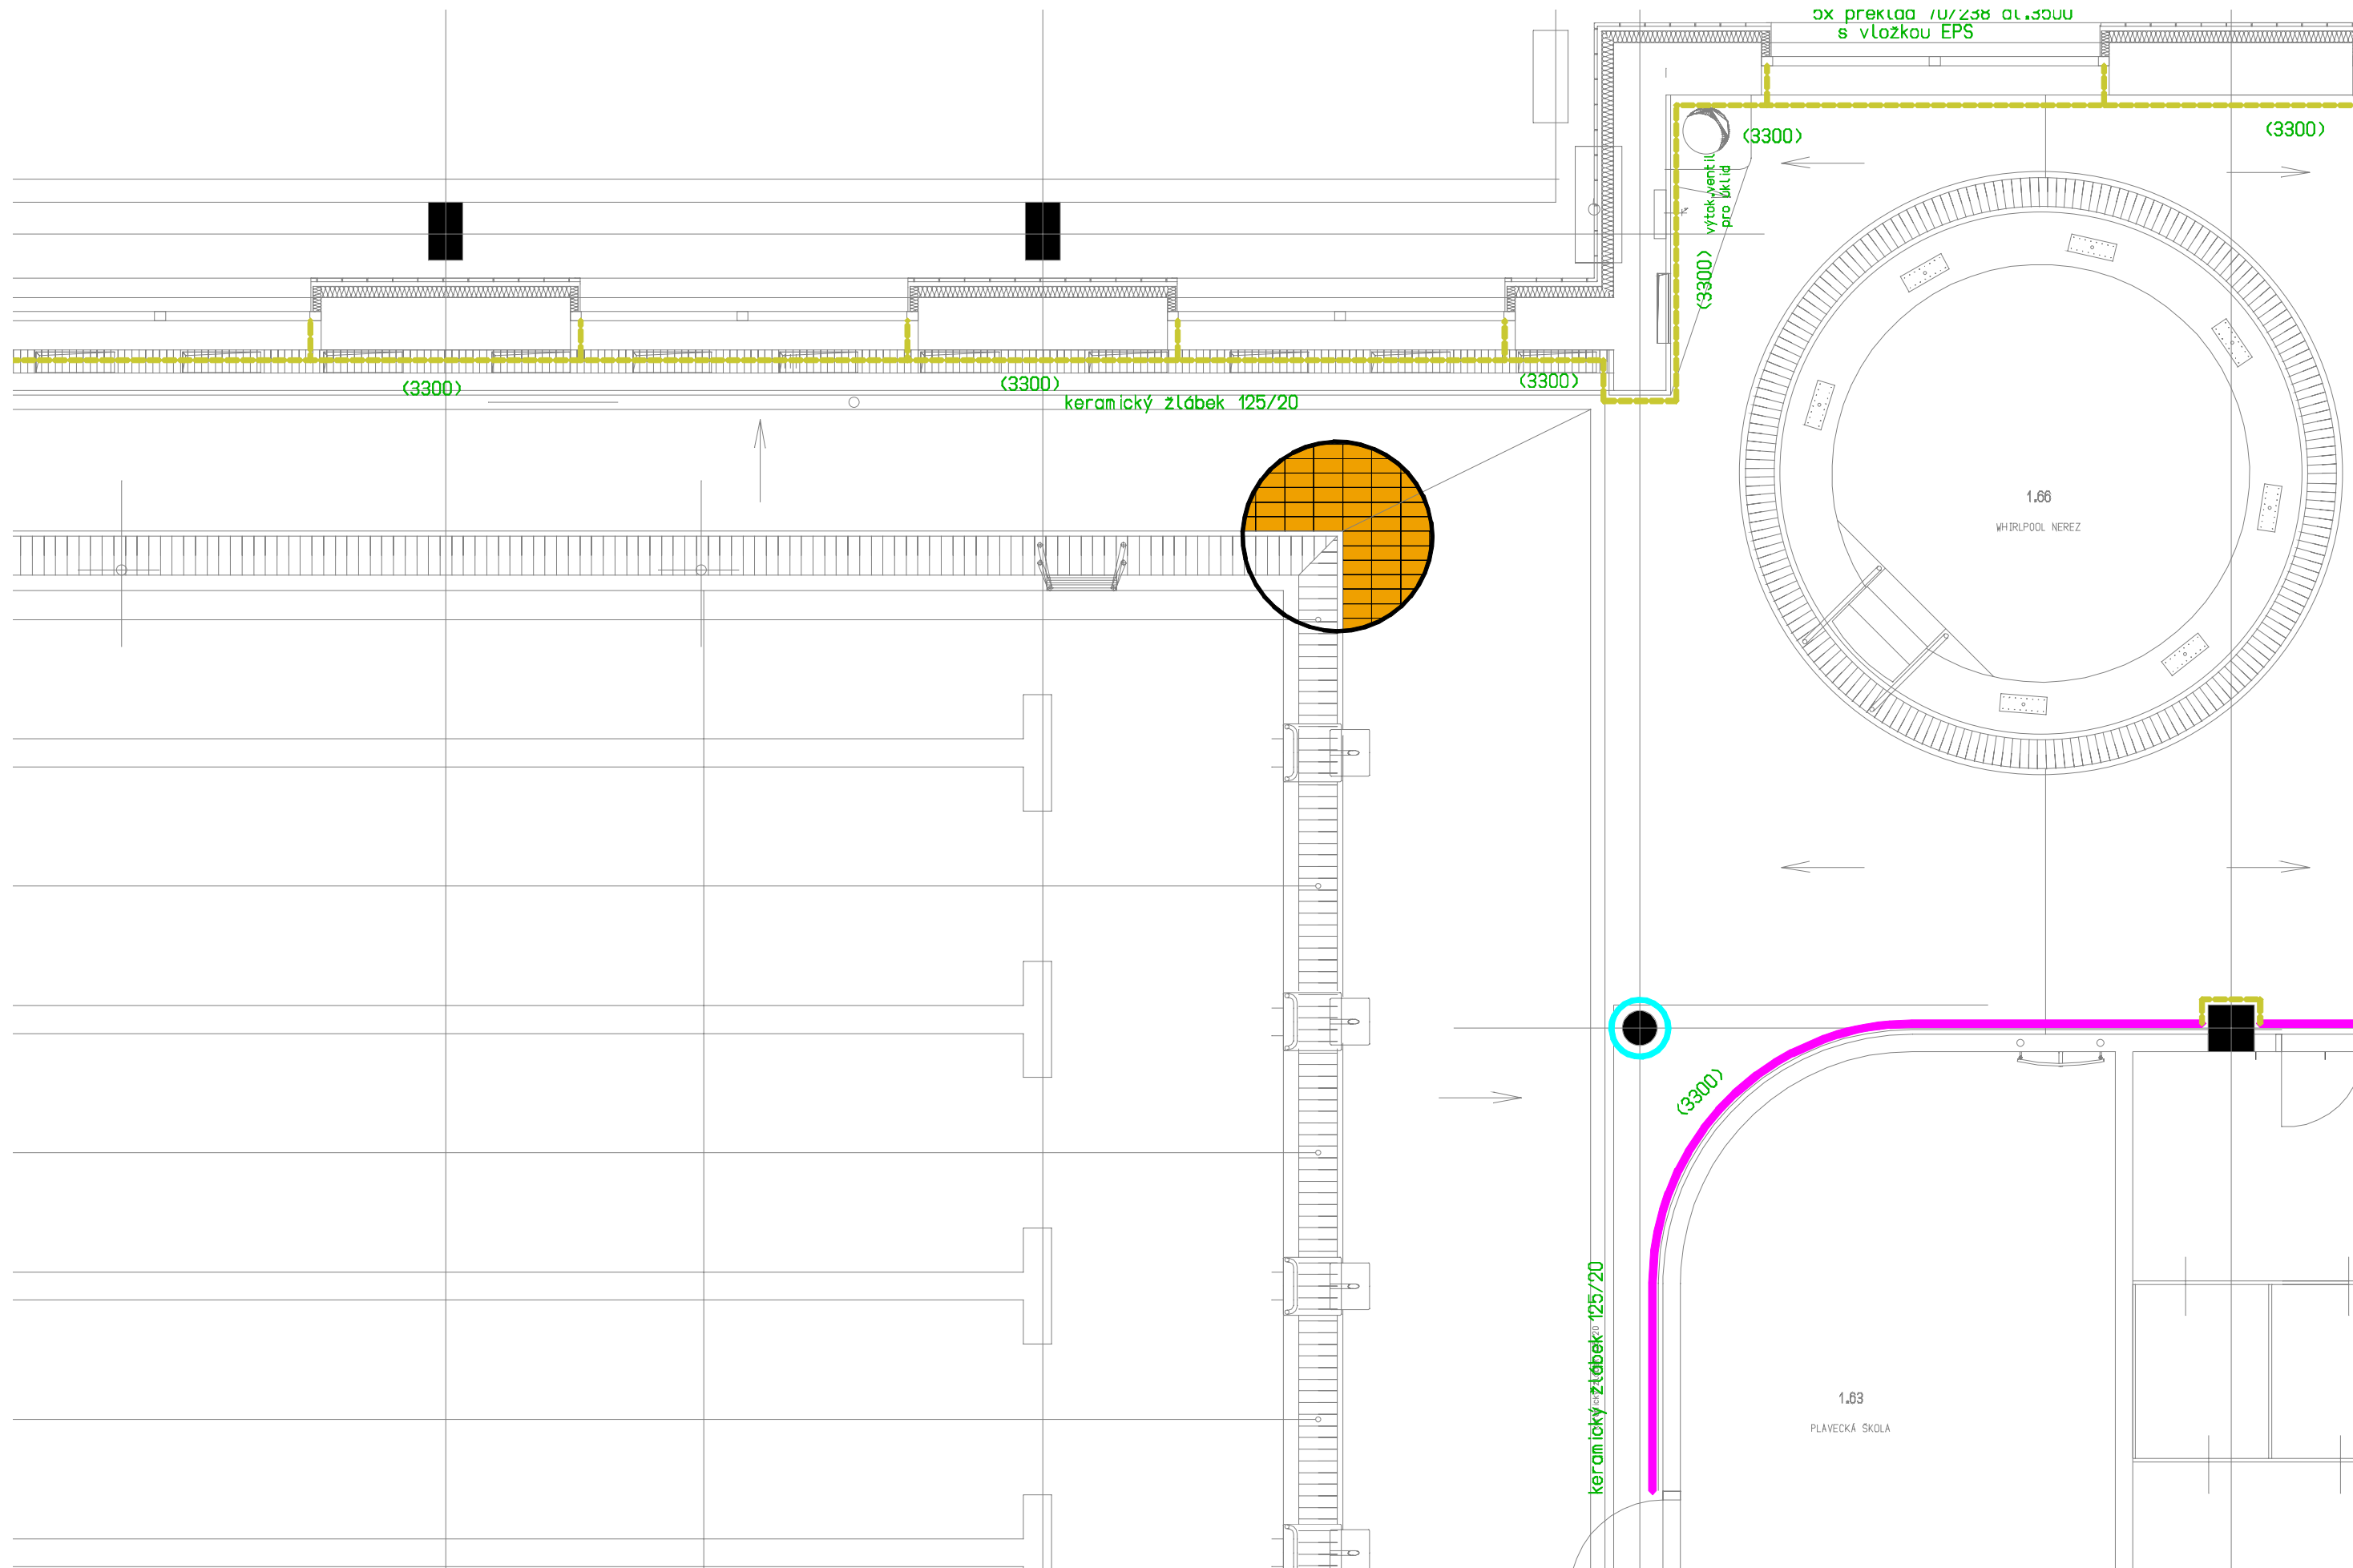 5x překlad 70/238 dl.3500
s vložkou EPS
(3300)
(3300)
výtok.ventil
pro úklid
(3300)
(3300)
(3300)
(3300)
keramický žlábek 125/20
1.66
WHIRLPOOL NEREZ
(3300)
keramický žlábek 125/20
1.63
PLAVECKÁ ŠKOLA